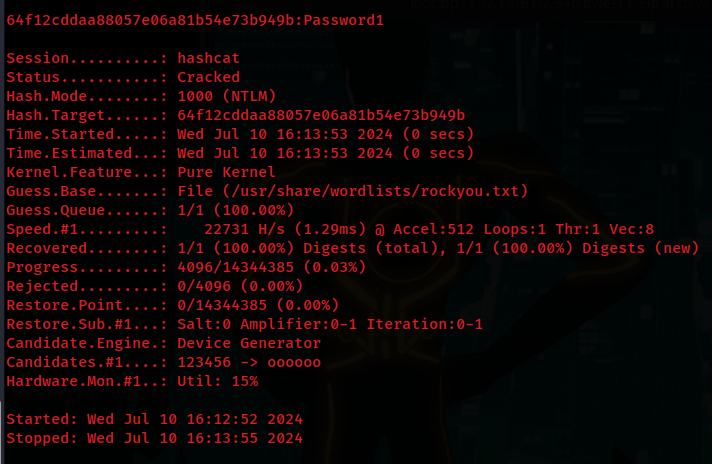 64f12cddaa88057e06a81b54e73b949b:Password1
Session..........: hashcat
Status...........: Cracked
Hash.Mode........: 1000 (NTLM)
Hash.Target......: 64f12cddaa88057e06a81b54e73b949b
Time.Started.....: Wed Jul 10 16:13:53 2024 (0 secs)
Time.Estimated...: Wed Jul 10 16:13:53 2024 (0 secs)
Kernel.Feature...: Pure Kernel
Guess.Base.......: File (/usr/share/wordlists/rockyou.txt)
Guess.Queue......: 1/1 (100.00%)
Speed.#1.........:    22731 H/s (1.29ms) @ Accel:512 Loops:1 Thr:1 Vec:8
Recovered........: 1/1 (100.00%) Digests (total), 1/1 (100.00%) Digests (new)
Progress.........: 4096/14344385 (0.03%)
Rejected.........: 0/4096 (0.00%)
Restore.Point....: 0/14344385 (0.00%)
Restore.Sub.#1...: Salt:0 Amplifier:0-1 Iteration:0-1
Candidate.Engine.: Device Generator
Candidates.#1....: 123456 -> oooooo
Hardware.Mon.#1..: Util: 15%
Started: Wed Jul 10 16:12:52 2024
Stopped: Wed Jul 10 16:13:55 2024